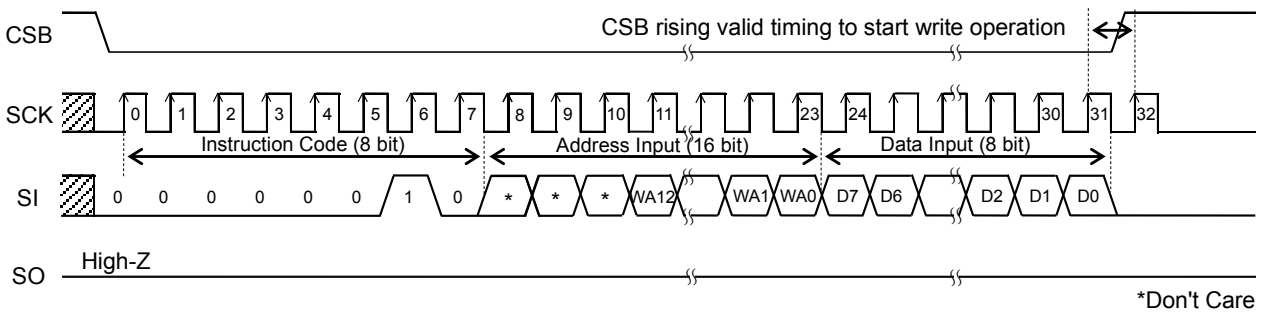 CSB
CSB rising valid timing to start write operation
SCK
0 1 2 3 4 5 6 7 8 9 10 11 23 24 30 31 32
Instruction Code (8 bit) Address Input (16 bit) Data Input (8 bit)
SI
0 0 0 0 0 0 1 0 * * * WA12 WA1 WA0 D7 D6 D2 D1 D0
SO
High-Z
*Don't Care